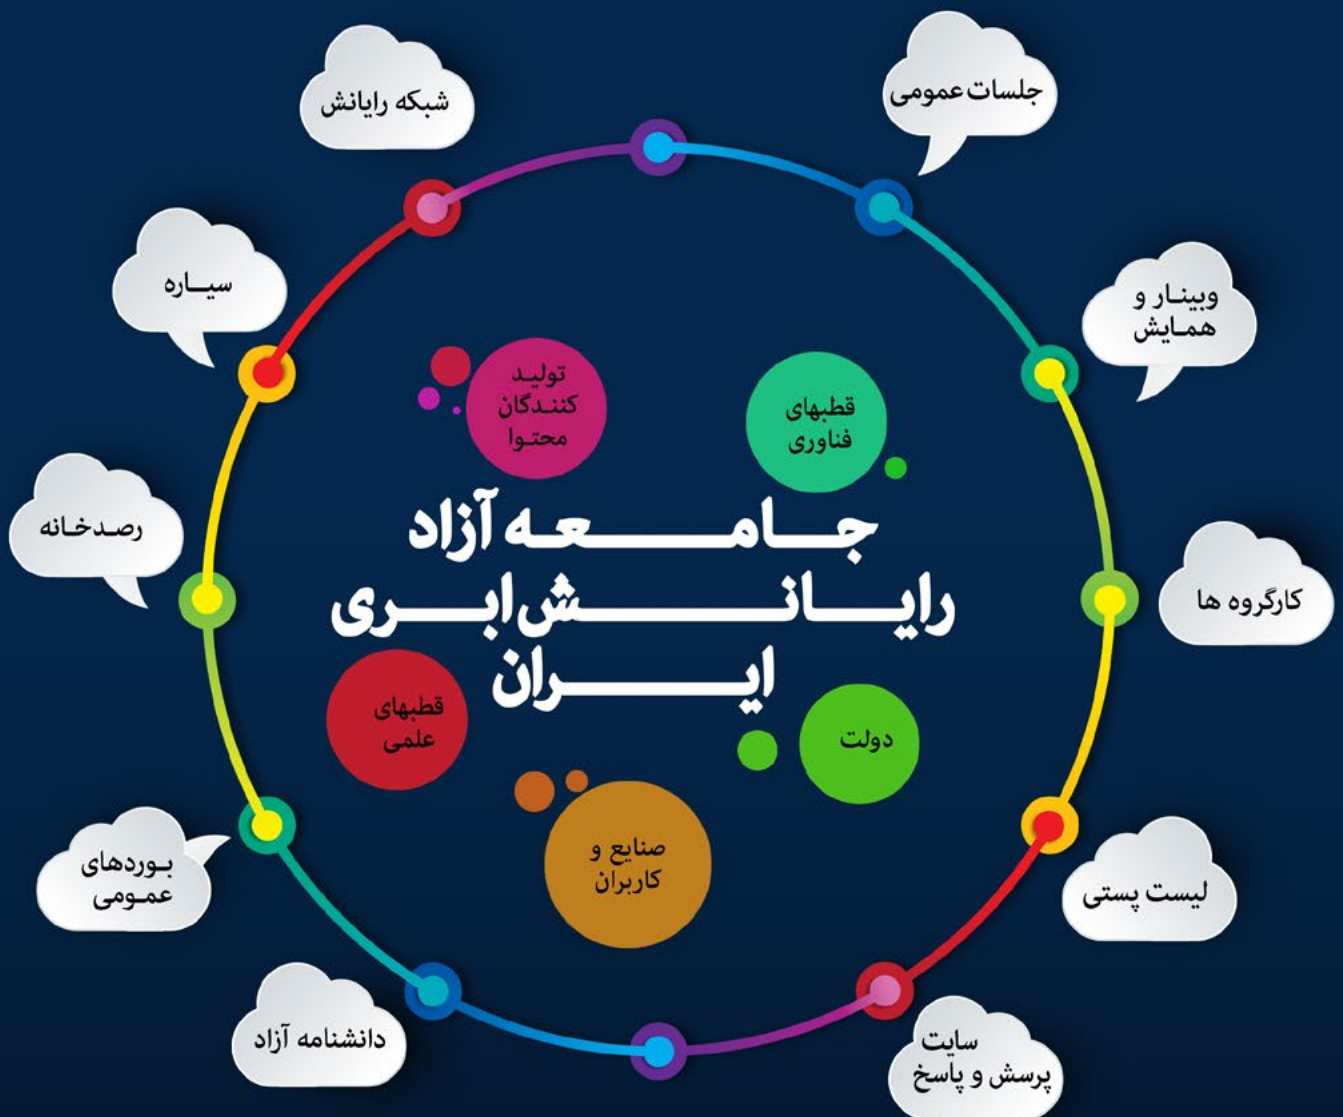 جلسات عمومی
شبکه رایانش
وبینار و
همایش
سیاره
تولید
کنندگان
محتوا
قطبهای
فناوری
جامعه آزاد
رایانش ابری
ایران
رصدخانه
کارگروه ها
قطبهای
علمی
دولت
صنایع و
کاربران
بوردهای
عمومی
لیست پستی
دانشنامه آزاد
سایت
پرسش و پاسخ